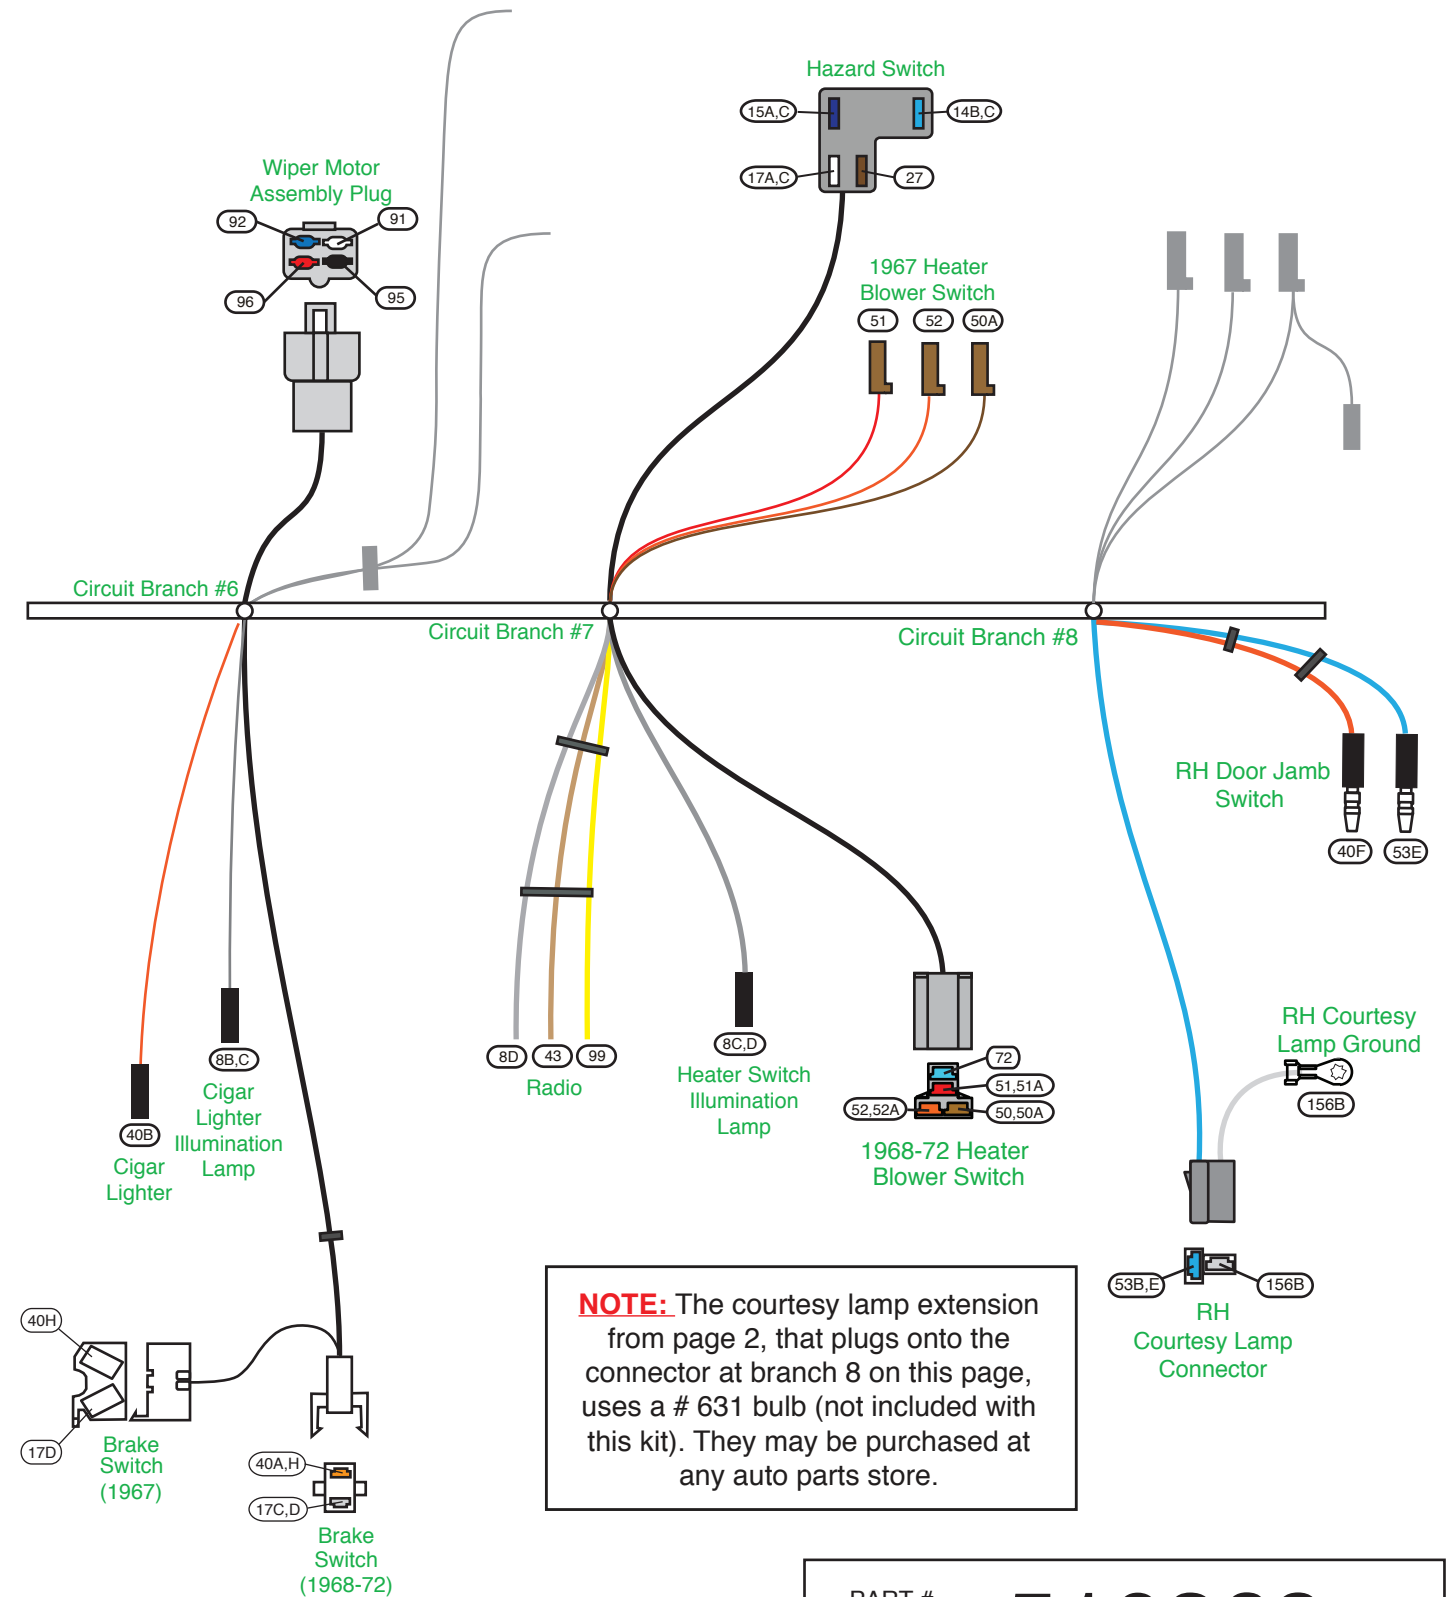 Hazard Switch
15A,C
14B,C
17A,C
27
Wiper Motor
Assembly Plug
92
91
96
95
1967 Heater
Blower Switch
51
52
50A
Circuit Branch #6
Circuit Branch #7
Circuit Branch #8
RH Door Jamb
Switch
40F
53E
8B,C
Cigar
Lighter
Illumination
Lamp
40B
Cigar
Lighter
8D
43
99
Radio
8C,D
Heater Switch
Illumination
Lamp
72
51,51A
52,52A
50,50A
1968-72 Heater
Blower Switch
RH Courtesy
Lamp Ground
156B
53B,E
156B
RH
Courtesy Lamp
Connector
40H
17D
Brake
Switch
(1967)
40A,H
17C,D
Brake
Switch
(1968-72)
NOTE: The courtesy lamp extension
from page 2, that plugs onto the
connector at branch 8 on this page,
uses a # 631 bulb (not included with
this kit). They may be purchased at
any auto parts store.
PART #